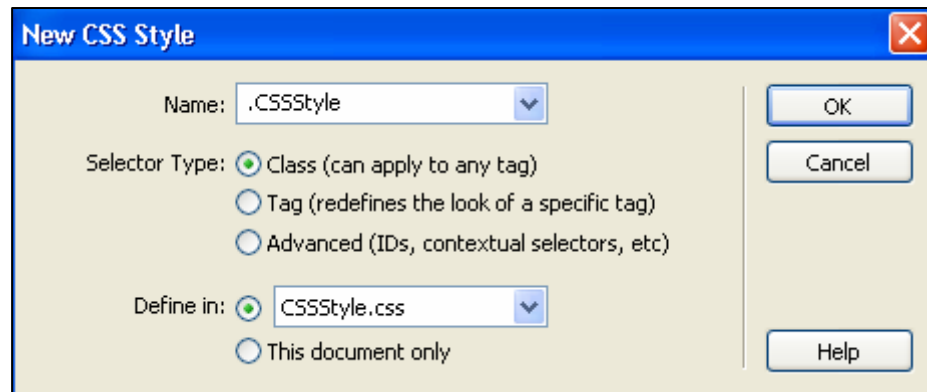 New CSS Style
Name: .CSSStyle
OK
Selector Type: Class (can apply to any tag)
Cancel
Tag (redefines the look of a specific tag)
Advanced (IDs, contextual selectors, etc)
Define in: CSSStyle.css
This document only
Help